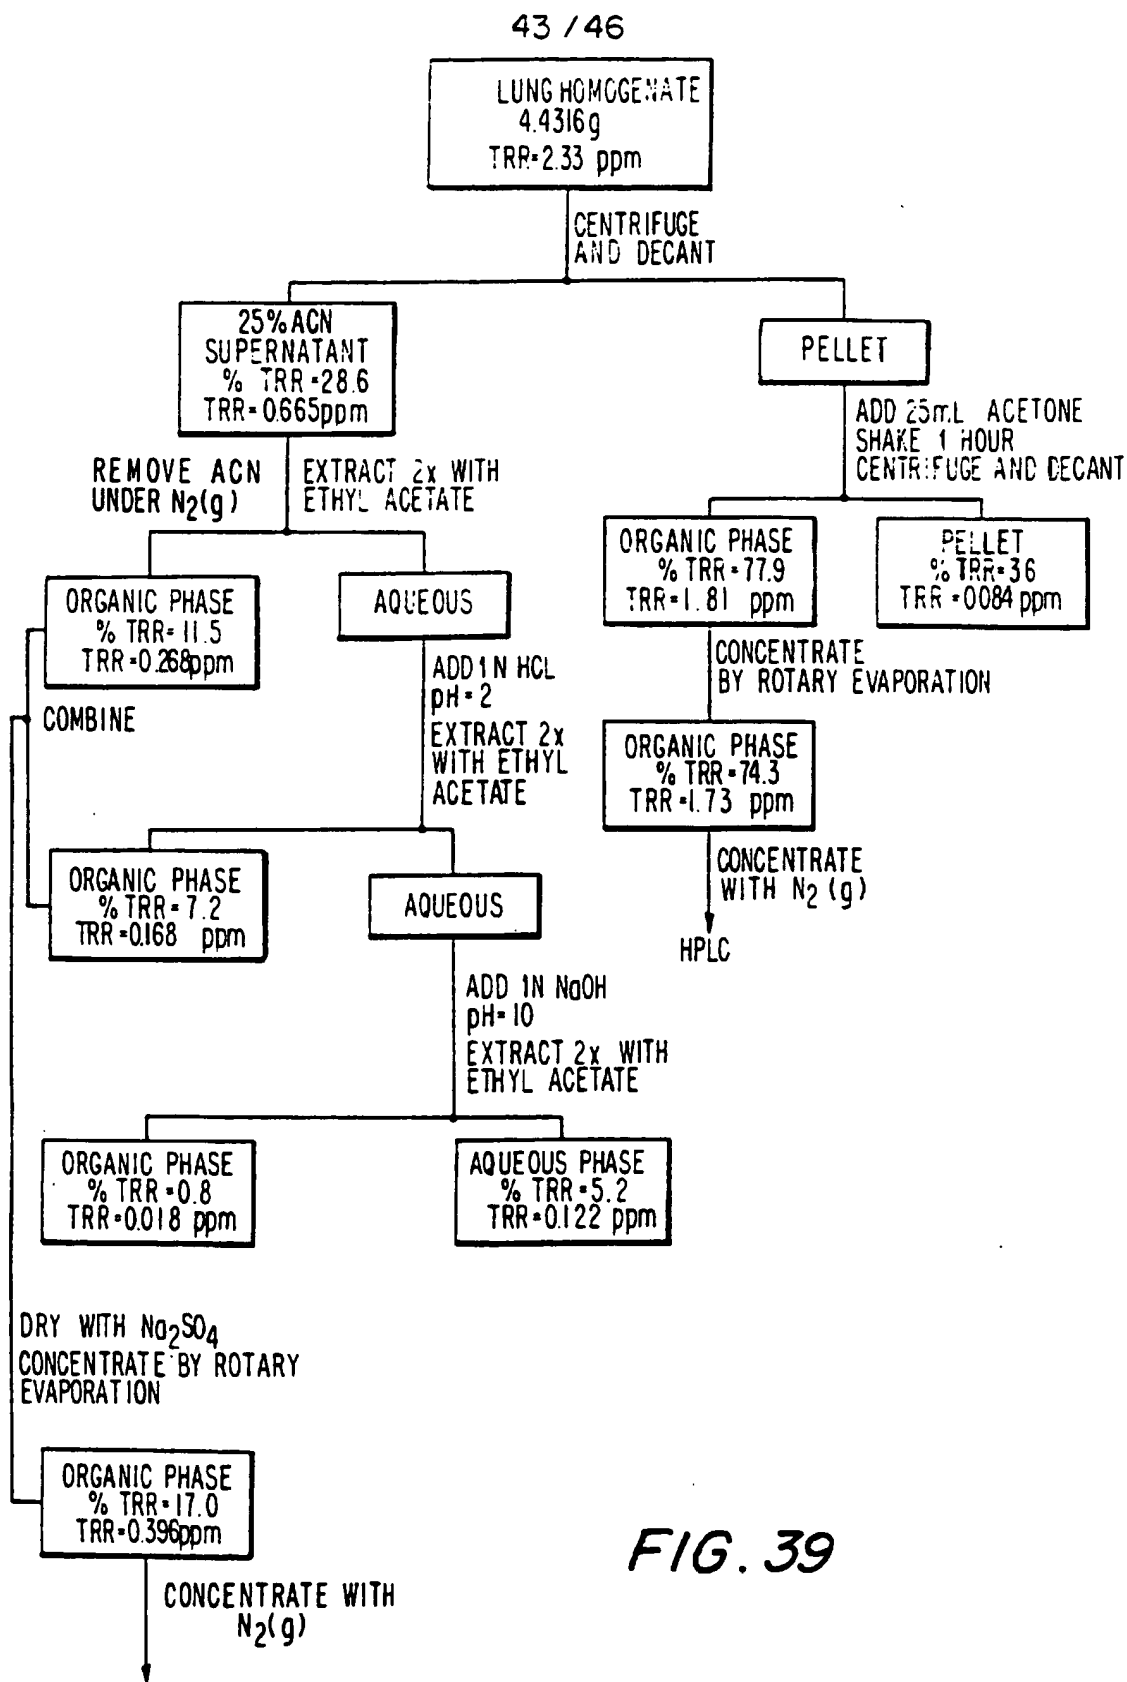 43 / 46
LUNG HOMOGENATE
4.4316g
TRR=2.33 ppm
CENTRIFUGE
AND DECANT
25% ACN
SUPERNATANT
% TRR=28.6
TRR=0.665ppm
PELLET
ADD 25mL ACETONE
SHAKE 1 HOUR
CENTRIFUGE AND DECANT
REMOVE ACN
UNDER N2(g)
EXTRACT 2x WITH
ETHYL ACETATE
ORGANIC PHASE
% TRR=77.9
TRR=1.81 ppm
PELLET
% TRR=36
TRR=0084 ppm
ORGANIC PHASE
% TRR=11.5
TRR=0.268ppm
AQUEOUS
CONCENTRATE
BY ROTARY EVAPORATION
COMBINE
ADD 1N HCL
pH=2
EXTRACT 2x
WITH ETHYL
ACETATE
ORGANIC PHASE
% TRR=74.3
TRR=1.73 ppm
CONCENTRATE
WITH N2 (g)
HPLC
ORGANIC PHASE
% TRR=7.2
TRR=0.168 ppm
AQUEOUS
ADD 1N NaOH
pH=10
EXTRACT 2x WITH
ETHYL ACETATE
ORGANIC PHASE
% TRR=0.8
TRR=0.018 ppm
AQUEOUS PHASE
% TRR=5.2
TRR=0.122 ppm
DRY WITH Na2SO4
CONCENTRATE BY ROTARY
EVAPORATION
ORGANIC PHASE
% TRR=17.0
TRR=0.396ppm
CONCENTRATE WITH
N2(g)
FIG. 39